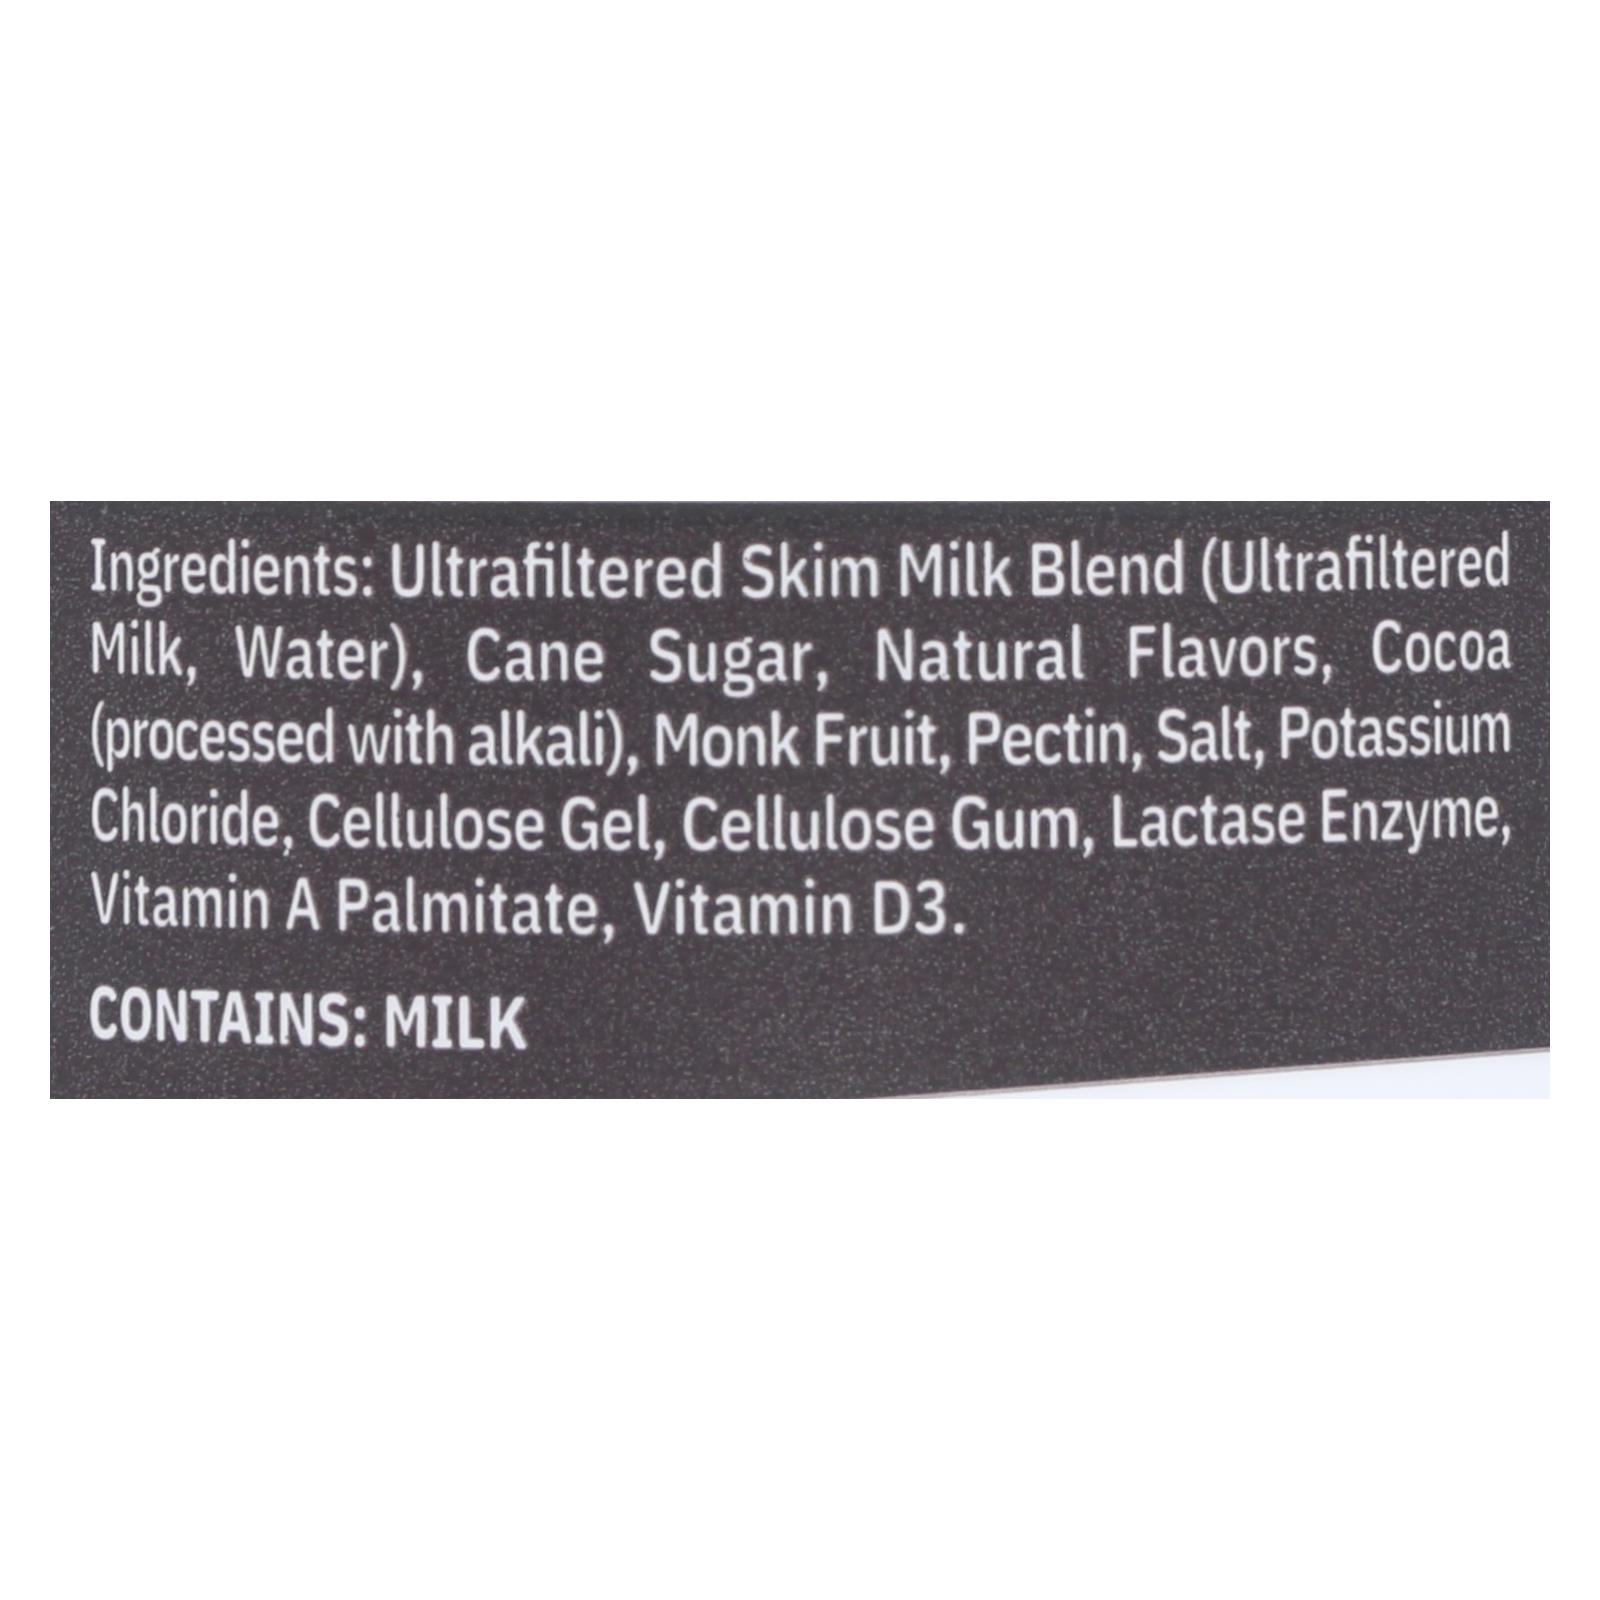 Ingredients: Ultrafiltered Skim Milk Blend (Ultrafiltered
Milk, Water), Cane Sugar, Natural Flavors, Cocoa
(processed with alkali), Monk Fruit, Pectin, Salt, Potassium
Chloride, Cellulose Gel, Cellulose Gum, Lactase Enzyme,
Vitamin A Palmitate, Vitamin D3.
CONTAINS: MILK